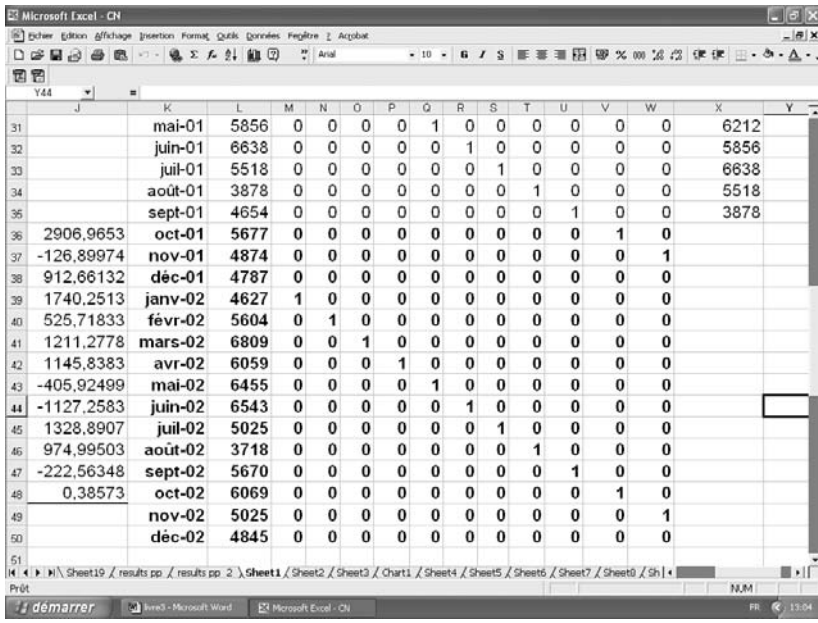 Microsoft Excel - CN
Fichier Edition Affichage Insertion Format Outils Données Fenêtre ? Acrobat
Arial 10 G I S % 000
Y44 =
J K L M N O P Q R S T U V W X Y
31 mai-01 5856 0 0 0 0 1 0 0 0 0 0 0 6212
32 juin-01 6638 0 0 0 0 0 1 0 0 0 0 0 5856
33 juil-01 5518 0 0 0 0 0 0 1 0 0 0 0 6638
34 août-01 3878 0 0 0 0 0 0 0 1 0 0 0 5518
35 sept-01 4654 0 0 0 0 0 0 0 0 1 0 0 3878
36 2906,9653 oct-01 5677 0 0 0 0 0 0 0 0 0 1 0
37 -126,89974 nov-01 4874 0 0 0 0 0 0 0 0 0 0 1
38 912,66132 déc-01 4787 0 0 0 0 0 0 0 0 0 0 0
39 1740,2513 janv-02 4627 1 0 0 0 0 0 0 0 0 0 0
40 525,71833 févr-02 5604 0 1 0 0 0 0 0 0 0 0 0
41 1211,2778 mars-02 6809 0 0 1 0 0 0 0 0 0 0 0
42 1145,8383 avr-02 6059 0 0 0 1 0 0 0 0 0 0 0
43 -405,92499 mai-02 6455 0 0 0 0 1 0 0 0 0 0 0
44 -1127,2583 juin-02 6543 0 0 0 0 0 1 0 0 0 0 0
45 1328,8907 juil-02 5025 0 0 0 0 0 0 1 0 0 0 0
46 974,99503 août-02 3718 0 0 0 0 0 0 0 1 0 0 0
47 -222,56348 sept-02 5670 0 0 0 0 0 0 0 0 1 0 0
48 0,38573 oct-02 6069 0 0 0 0 0 0 0 0 0 1 0
49 nov-02 5025 0 0 0 0 0 0 0 0 0 0 1
50 déc-02 4845 0 0 0 0 0 0 0 0 0 0 0
51
Sheet19 / results pp / results pp 2 \ Sheet1 / Sheet2 / Sheet3 / Chart1 / Sheet4 / Sheet5 / Sheet6 / Sheet7 / Sheet8 / Sh
Prêt NUM
démarrer livre3 - Microsoft Word Microsoft Excel - CN FR 13:04